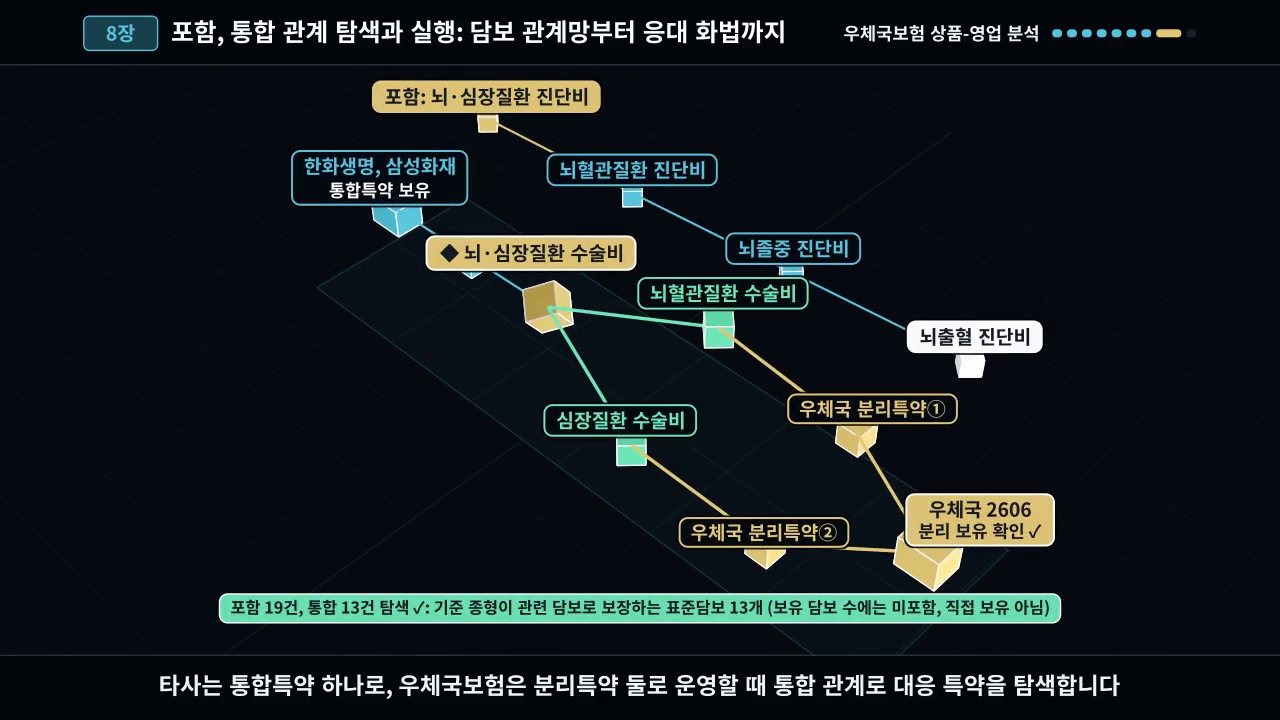 8장
포함, 통합 관계 탐색과 실행: 담보 관계망부터 응대 화법까지
우체국보험 상품-영업 분석
포함: 뇌·심장질환 진단비
한화생명, 삼성화재
통합특약 보유
뇌혈관질환 진단비
◆ 뇌·심장질환 수술비
뇌졸중 진단비
뇌혈관질환 수술비
뇌출혈 진단비
심장질환 수술비
우체국 분리특약①
우체국 분리특약②
우체국 2606
분리 보유 확인 ✓
포함 19건, 통합 13건 탐색 ✓: 기준 종형이 관련 담보로 보장하는 표준담보 13개 (보유 담보 수에는 미포함, 직접 보유 아님)
타사는 통합특약 하나로, 우체국보험은 분리특약 둘로 운영할 때 통합 관계로 대응 특약을 탐색합니다